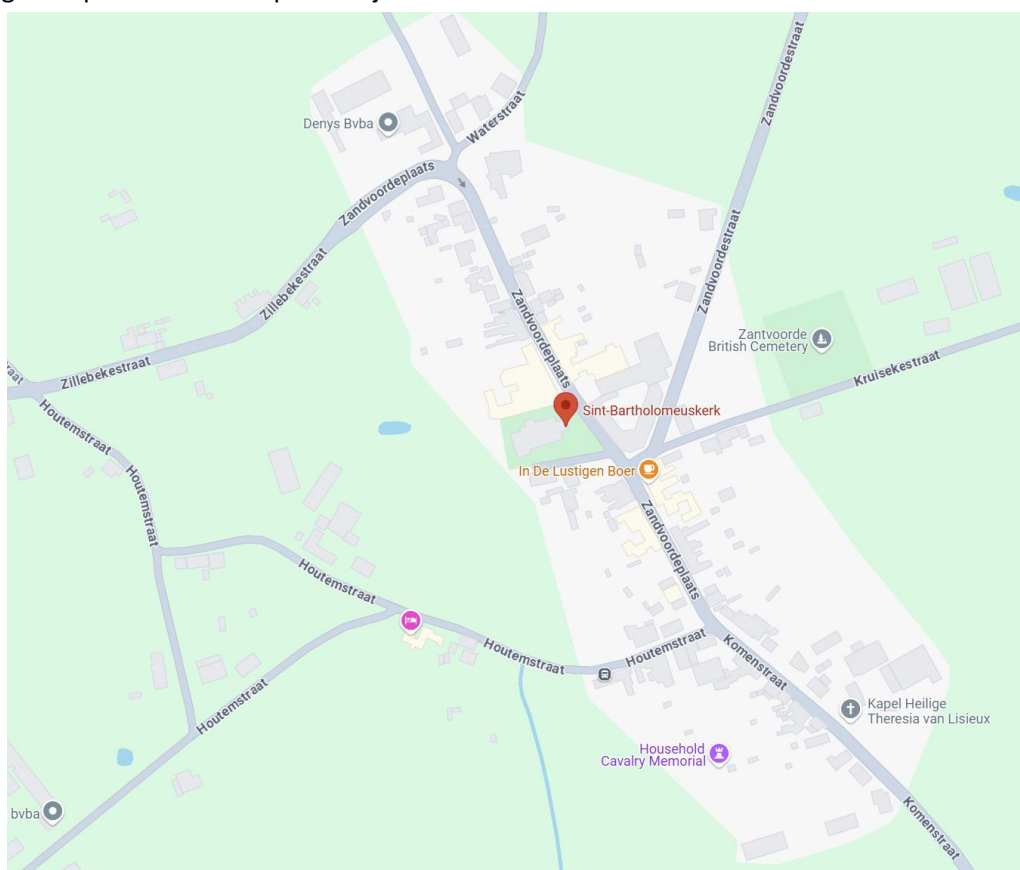 Zandvoordestraat
Denys Bvba
Waterstraat
Zandvoordeplaats
Zandvoordestraat
Zillebekestraat
Zandvoordeplaats
Zantvoorde
British Cemetery
Zillebekestraat
Kruisekestraat
Houtemstraat
Sint-Bartholomeuskerk
Houtemstraat
In De Lustigen Boer
Zandvoordeplaats
Houtemstraat
Houtemstraat
Houtemstraat
Komenstraat
Houtemstraat
Kapel Heilige
Theresia van Lisieux
Household
Cavalry Memorial
bvba
Komenstraat